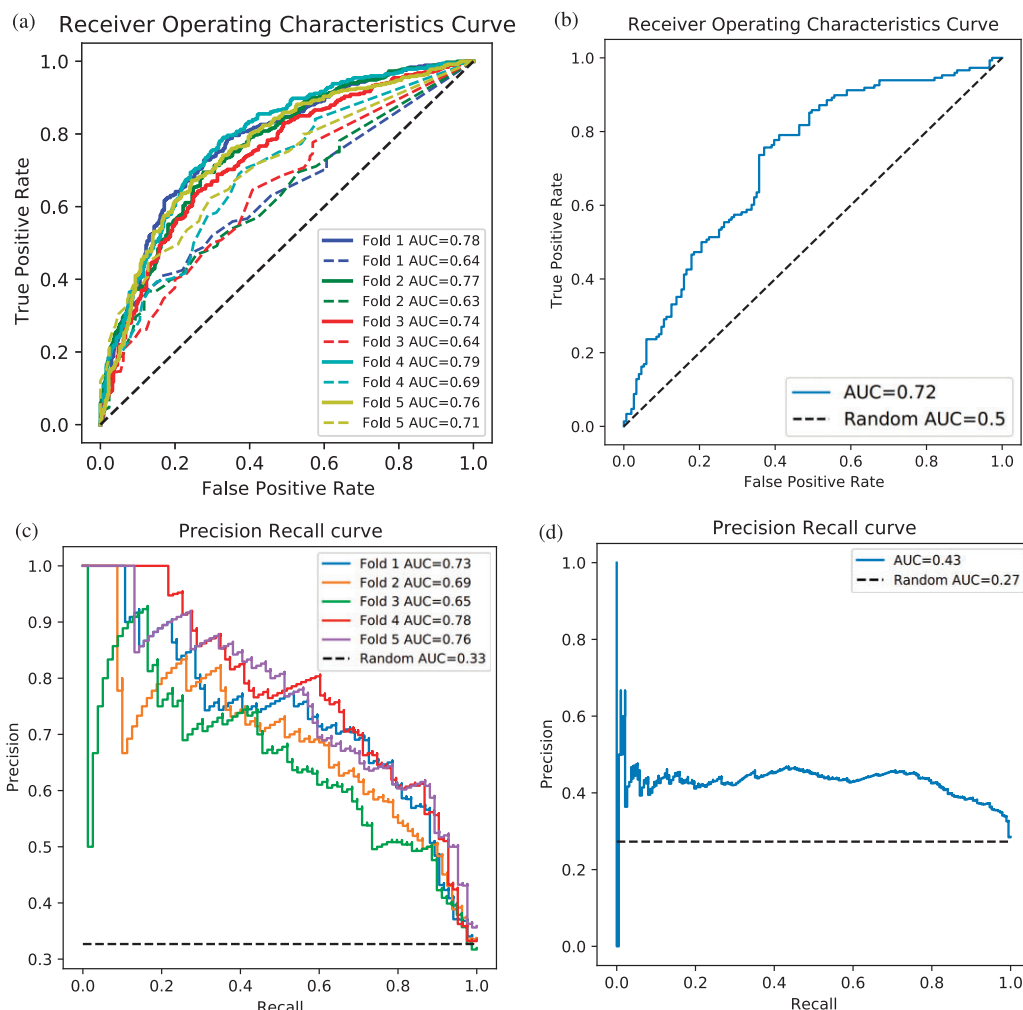 (a) Receiver Operating Characteristics Curve
True Positive Rate
1.0
0.8
0.6
0.4
0.2
0.0
Fold 1 AUC=0.78
Fold 1 AUC=0.64
Fold 2 AUC=0.77
Fold 2 AUC=0.63
Fold 3 AUC=0.74
Fold 3 AUC=0.64
Fold 4 AUC=0.79
Fold 4 AUC=0.69
Fold 5 AUC=0.76
Fold 5 AUC=0.71
0.0 0.2 0.4 0.6 0.8 1.0
False Positive Rate
(b) Receiver Operating Characteristics Curve
True Positive Rate
1.0
0.8
0.6
0.4
0.2
0.0
AUC=0.72
Random AUC=0.5
0.0 0.2 0.4 0.6 0.8 1.0
False Positive Rate
(c) Precision Recall curve
Precision
1.0
0.9
0.8
0.7
0.6
0.5
0.4
0.3
Fold 1 AUC=0.73
Fold 2 AUC=0.69
Fold 3 AUC=0.65
Fold 4 AUC=0.78
Fold 5 AUC=0.76
Random AUC=0.33
0.0 0.2 0.4 0.6 0.8 1.0
Recall
(d) Precision Recall curve
Precision
1.0
0.8
0.6
0.4
0.2
0.0
AUC=0.43
Random AUC=0.27
0.0 0.2 0.4 0.6 0.8 1.0
Recall